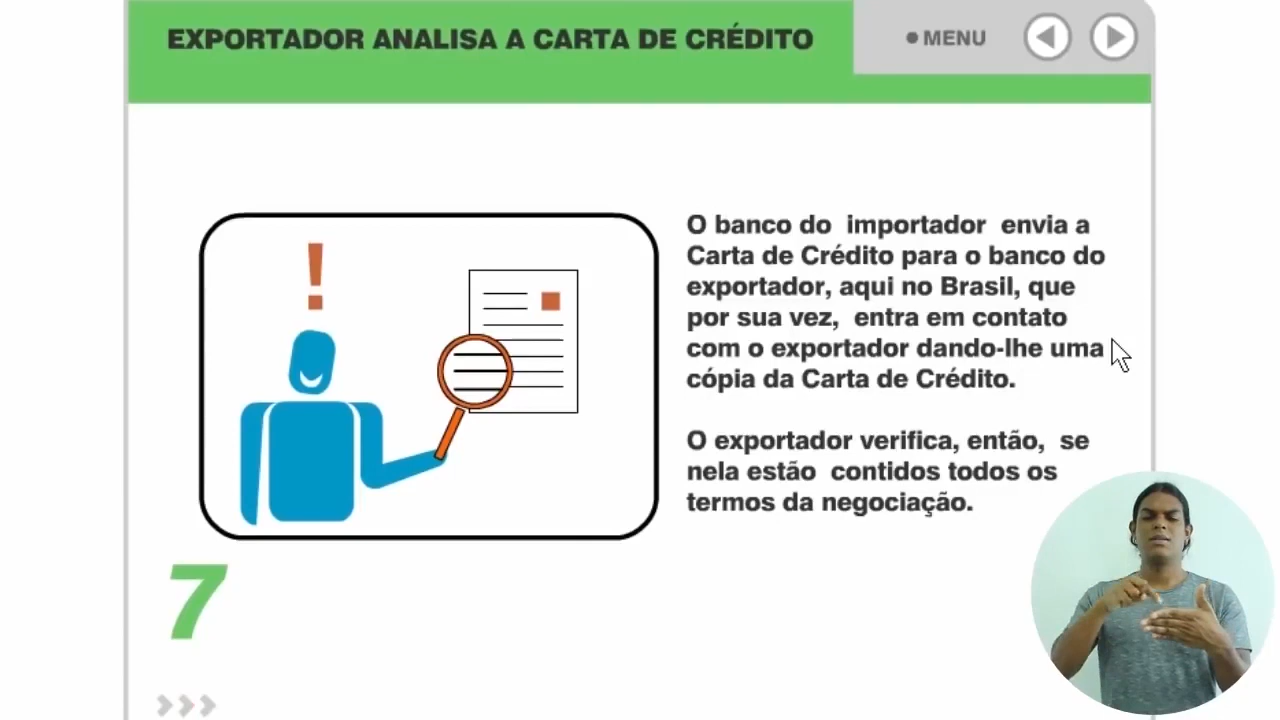 EXPORTADOR ANALISA A CARTA DE CRÉDITO
MENU
O banco do importador envia a
Carta de Crédito para o banco do
exportador, aqui no Brasil, que
por sua vez, entra em contato
com o exportador dando-lhe uma
cópia da Carta de Crédito.
O exportador verifica, então, se
nela estão contidos todos os
termos da negociação.
!
7